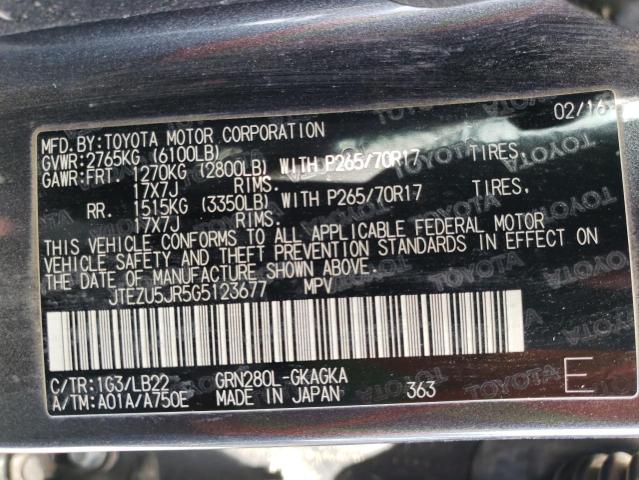 02/16
MFD.BY:TOYOTA MOTOR CORPORATION
GVWR:2765KG (6100LB)
GAWR:FRT. 1270KG (2800LB) WITH P265/70R17 TIRES.
17X7J RIMS.
RR. 1515KG (3350LB) WITH P265/70R17 TIRES.
17X7J RIMS.
THIS VEHICLE CONFORMS TO ALL APPLICABLE FEDERAL MOTOR
VEHICLE SAFETY AND THEFT PREVENTION STANDARDS IN EFFECT ON
THE DATE OF MANUFACTURE SHOWN ABOVE.
JTEZU5JR5G5123677 MPV
C/TR:1G3/LB22 GRN280L-GKAGKA
A/TM:A01A/A750E MADE IN JAPAN 363 E